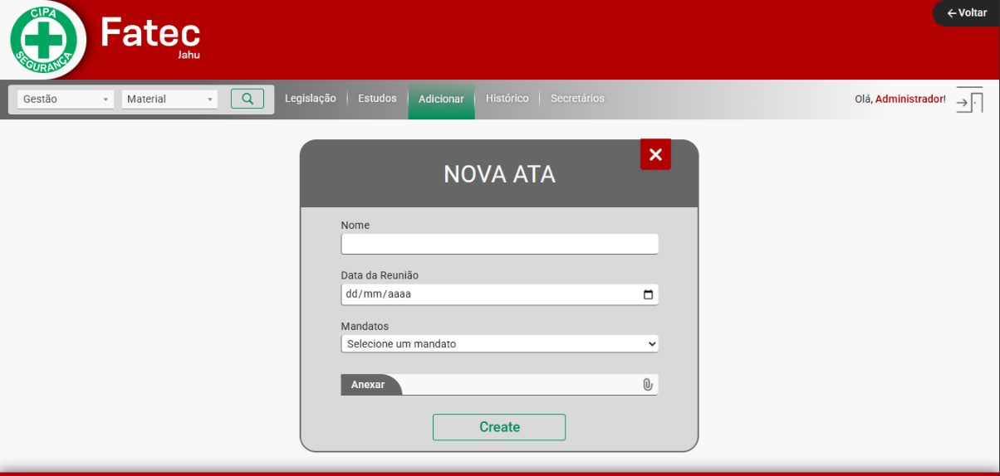 CIPA
SEGURANÇA
Fatec
Jahu
Voltar
Gestão
Material
Legislação
Estudos
Adicionar
Histórico
Secretários
Olá, Administrador!
NOVA ATA
Nome
Data da Reunião
dd/mm/aaaa
Mandatos
Selecione um mandato
Anexar
Create